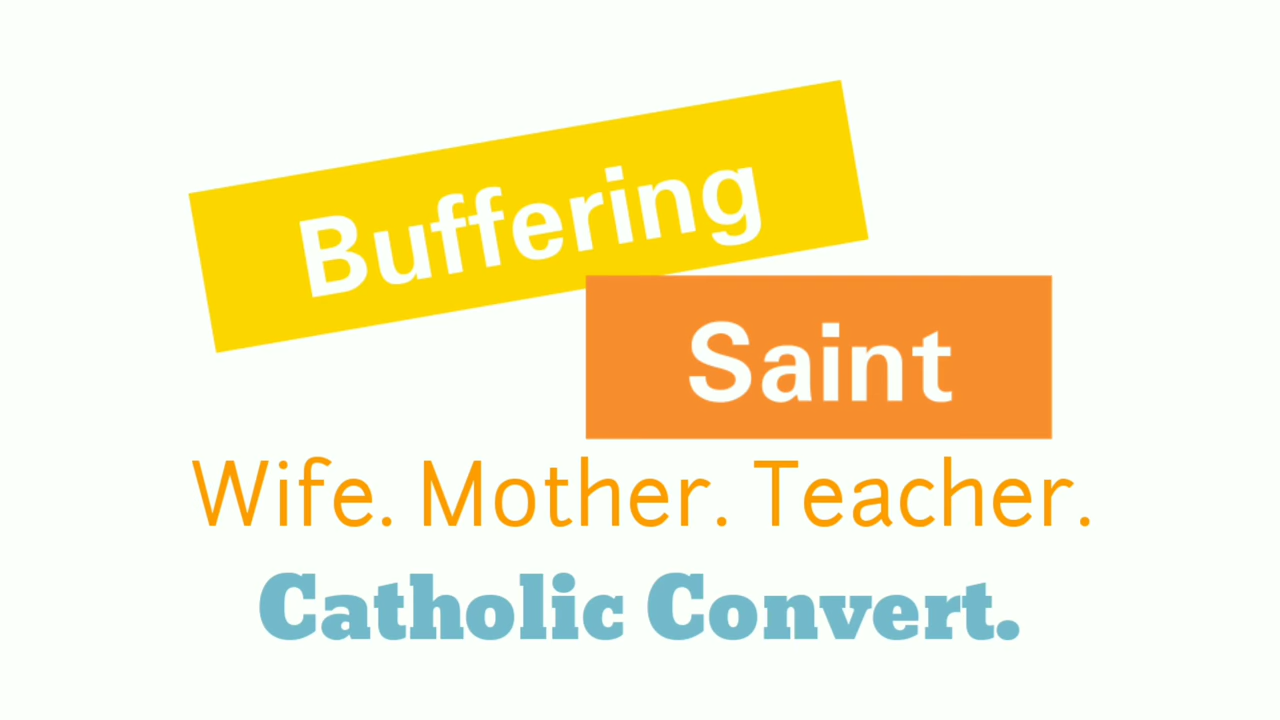 Buffering
Saint
Wife. Mother. Teacher.
Catholic Convert.